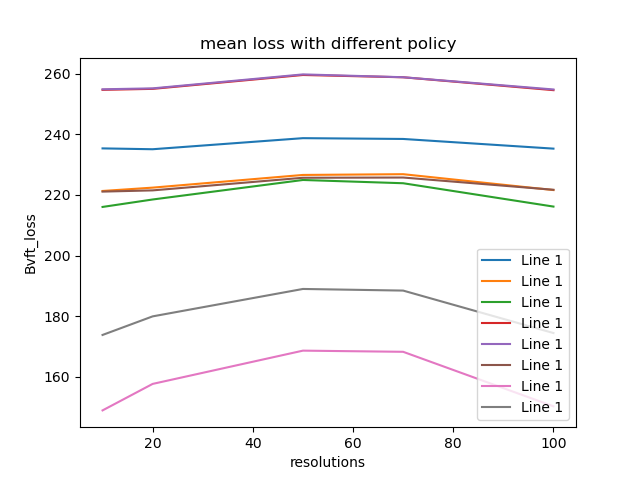 mean loss with different policy
Bvft_loss
260
240
220
200
180
160
20
40
60
80
100
resolutions
Line 1
Line 1
Line 1
Line 1
Line 1
Line 1
Line 1
Line 1